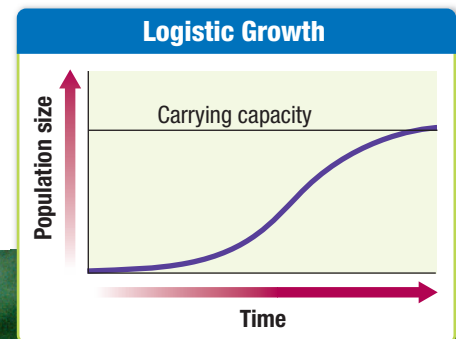 Logistic Growth
Population size
Carrying capacity
Time